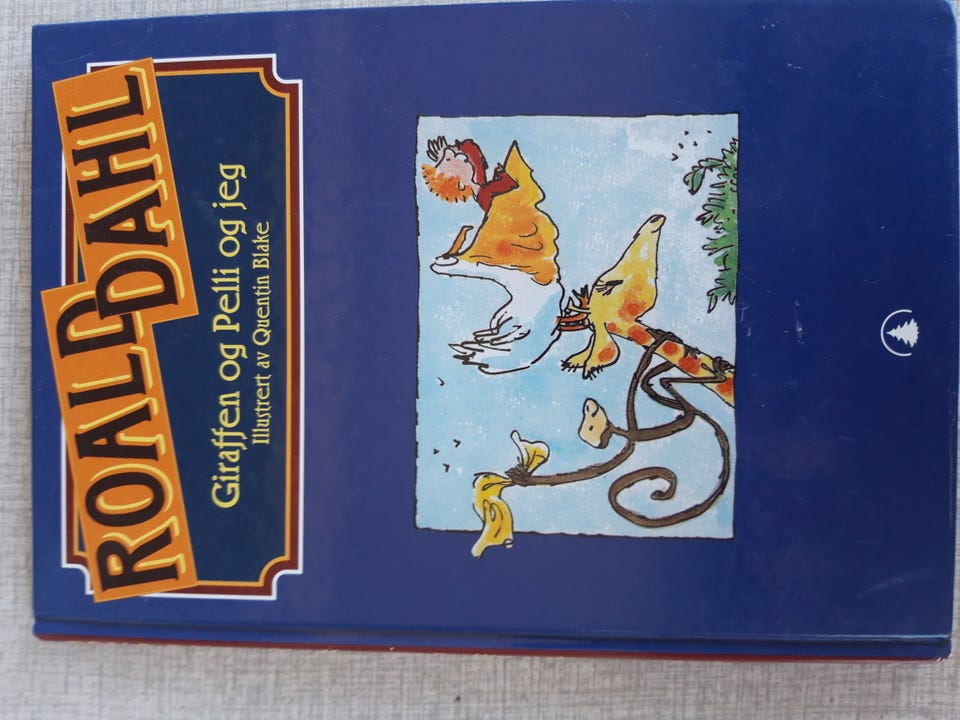 ROALD DAHL
Giraffen og Pelli og jeg
Illustrert av Quentin Blake